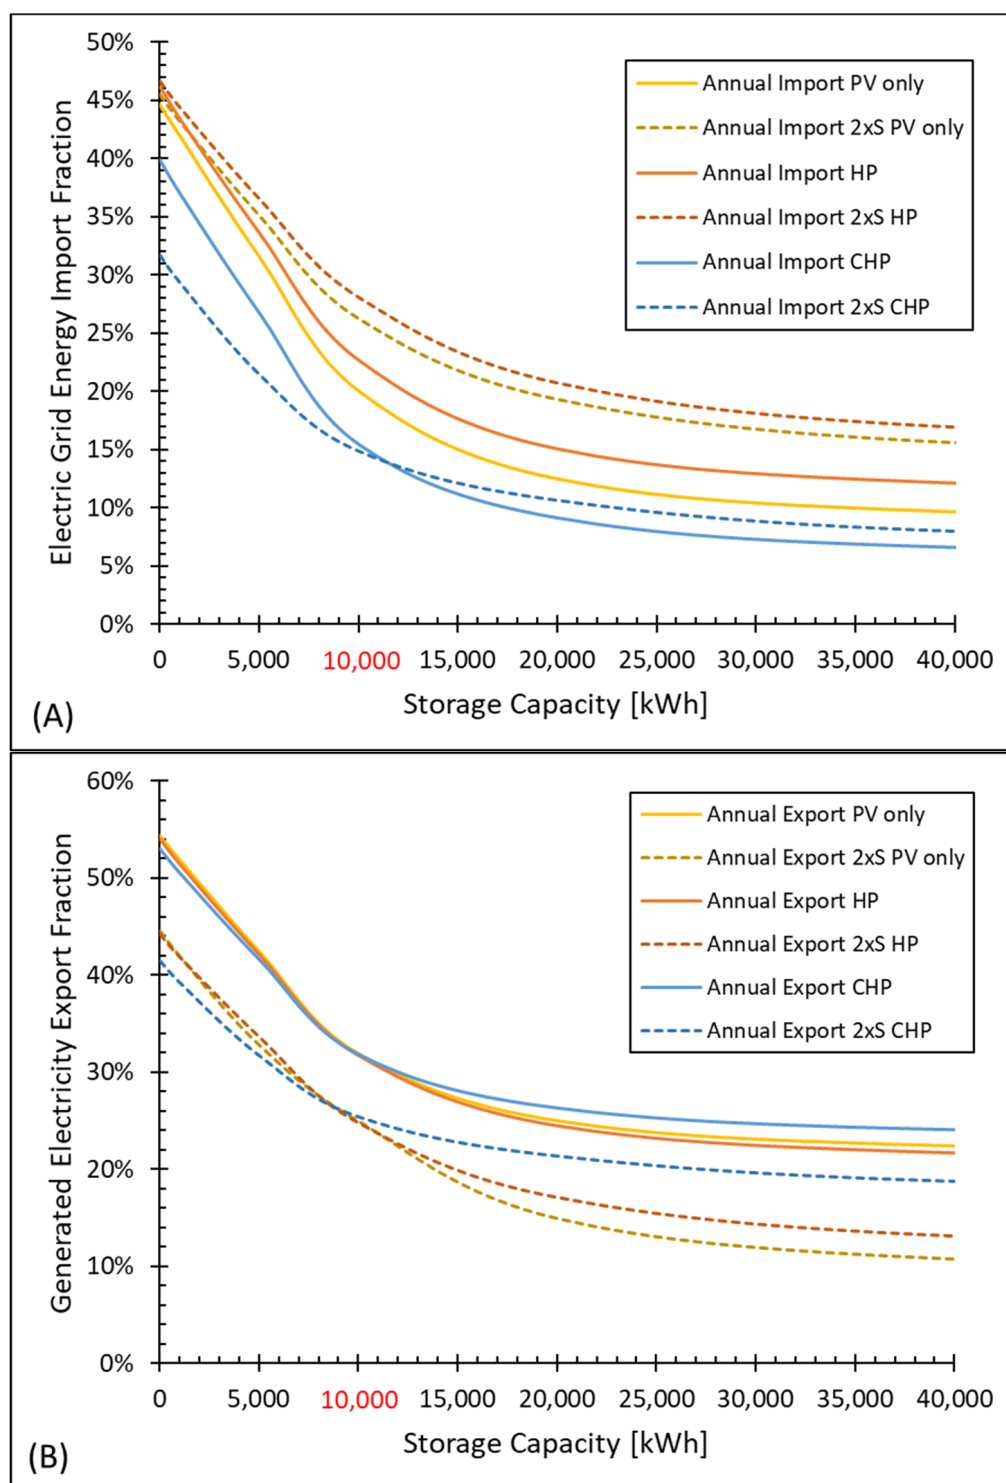 50%
45%
40%
35%
30%
25%
20%
15%
10%
5%
0%
Electric Grid Energy Import Fraction
Annual Import PV only
Annual Import 2xS PV only
Annual Import HP
Annual Import 2xS HP
Annual Import CHP
Annual Import 2xS CHP
0 5,000 10,000 15,000 20,000 25,000 30,000 35,000 40,000
Storage Capacity [kWh]
(A)
60%
50%
40%
30%
20%
10%
0%
Generated Electricity Export Fraction
Annual Export PV only
Annual Export 2xS PV only
Annual Export HP
Annual Export 2xS HP
Annual Export CHP
Annual Export 2xS CHP
0 5,000 10,000 15,000 20,000 25,000 30,000 35,000 40,000
Storage Capacity [kWh]
(B)